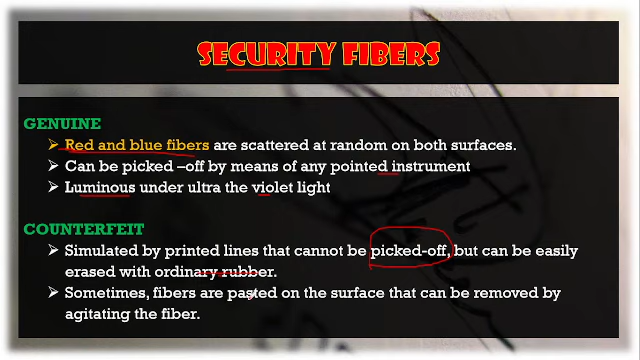 SECURITY FIBERS
GENUINE
➢ Red and blue fibers are scattered at random on both surfaces.
➢ Can be picked –off by means of any pointed instrument
➢ Luminous under ultra the violet light
COUNTERFEIT
➢ Simulated by printed lines that cannot be picked-off, but can be easily
erased with ordinary rubber.
➢ Sometimes, fibers are pasted on the surface that can be removed by
agitating the fiber.